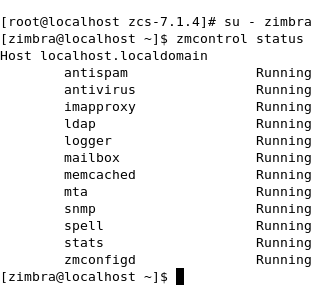 [root@localhost zcs-7.1.4]# su - zimbra
[zimbra@localhost ~]$ zmcontrol status
Host localhost.localdomain
        antispam                Running
        antivirus               Running
        imapproxy               Running
        ldap                    Running
        logger                  Running
        mailbox                 Running
        memcached               Running
        mta                     Running
        snmp                    Running
        spell                   Running
        stats                   Running
        zmconfigd               Running
[zimbra@localhost ~]$